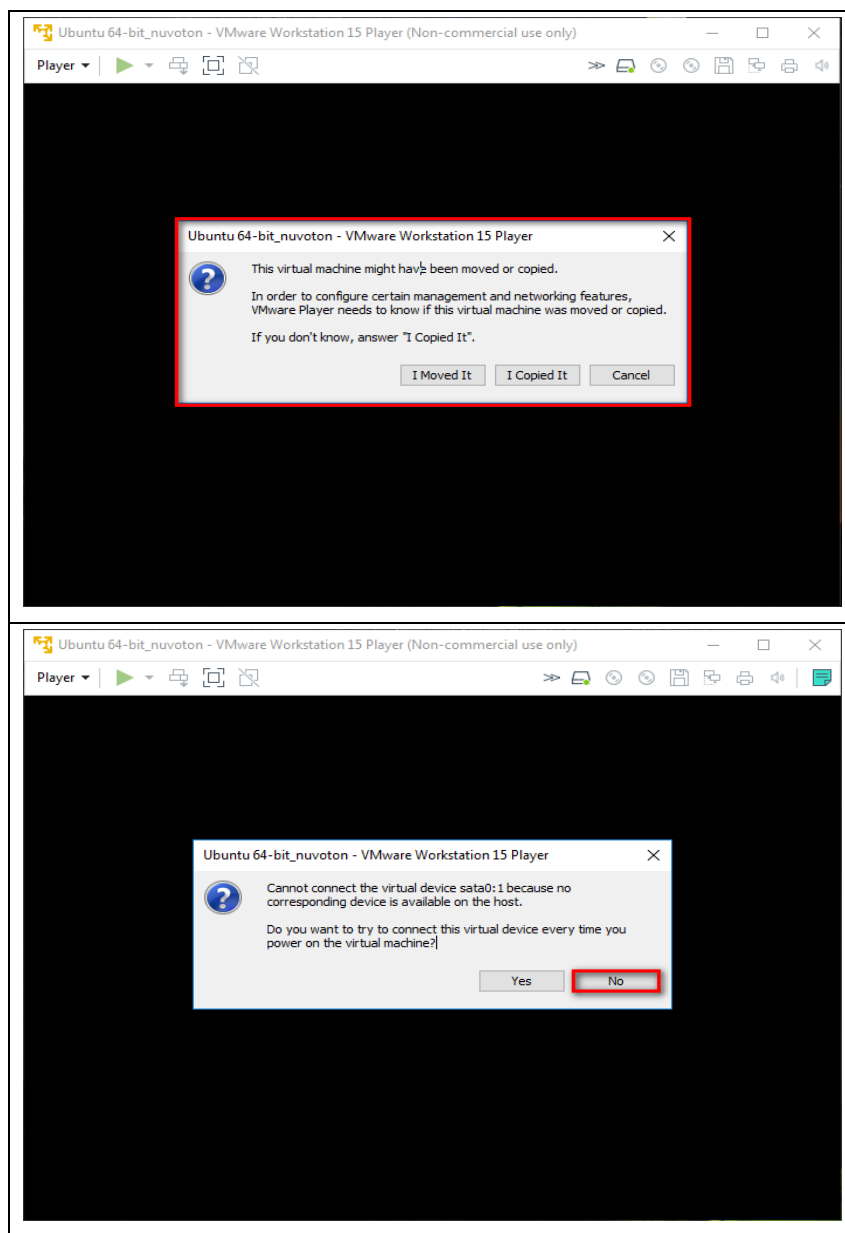 Ubuntu 64-bit_nuvoton - VMware Workstation 15 Player (Non-commercial use only)
Player
Ubuntu 64-bit_nuvoton - VMware Workstation 15 Player
This virtual machine might have been moved or copied.
In order to configure certain management and networking features,
VMware Player needs to know if this virtual machine was moved or copied.
If you don't know, answer "I Copied It".
I Moved It I Copied It Cancel
Ubuntu 64-bit_nuvoton - VMware Workstation 15 Player (Non-commercial use only)
Player
Ubuntu 64-bit_nuvoton - VMware Workstation 15 Player
Cannot connect the virtual device sata0:1 because no
corresponding device is available on the host.
Do you want to try to connect this virtual device every time you
power on the virtual machine?
Yes No